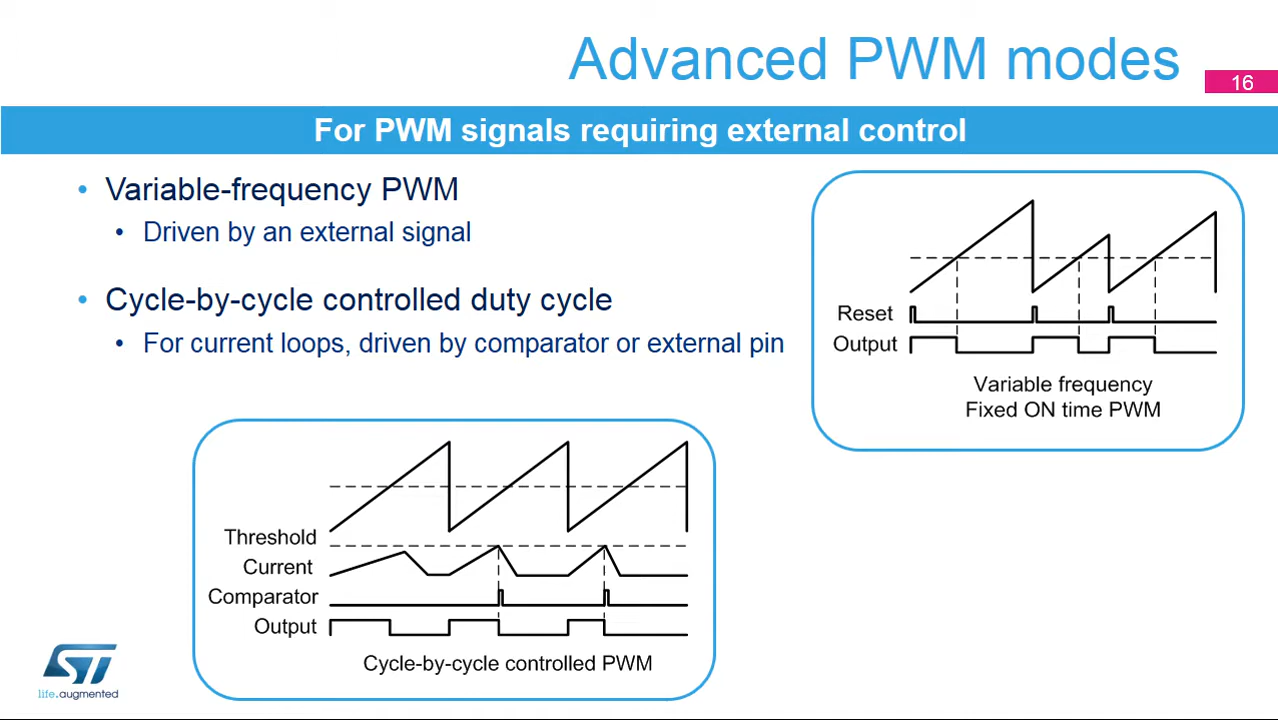 Advanced PWM modes
16
For PWM signals requiring external control
• Variable-frequency PWM
• Driven by an external signal
• Cycle-by-cycle controlled duty cycle
• For current loops, driven by comparator or external pin
Reset
Output
Variable frequency
Fixed ON time PWM
Threshold
Current
Comparator
Output
Cycle-by-cycle controlled PWM
ST
life.augmented